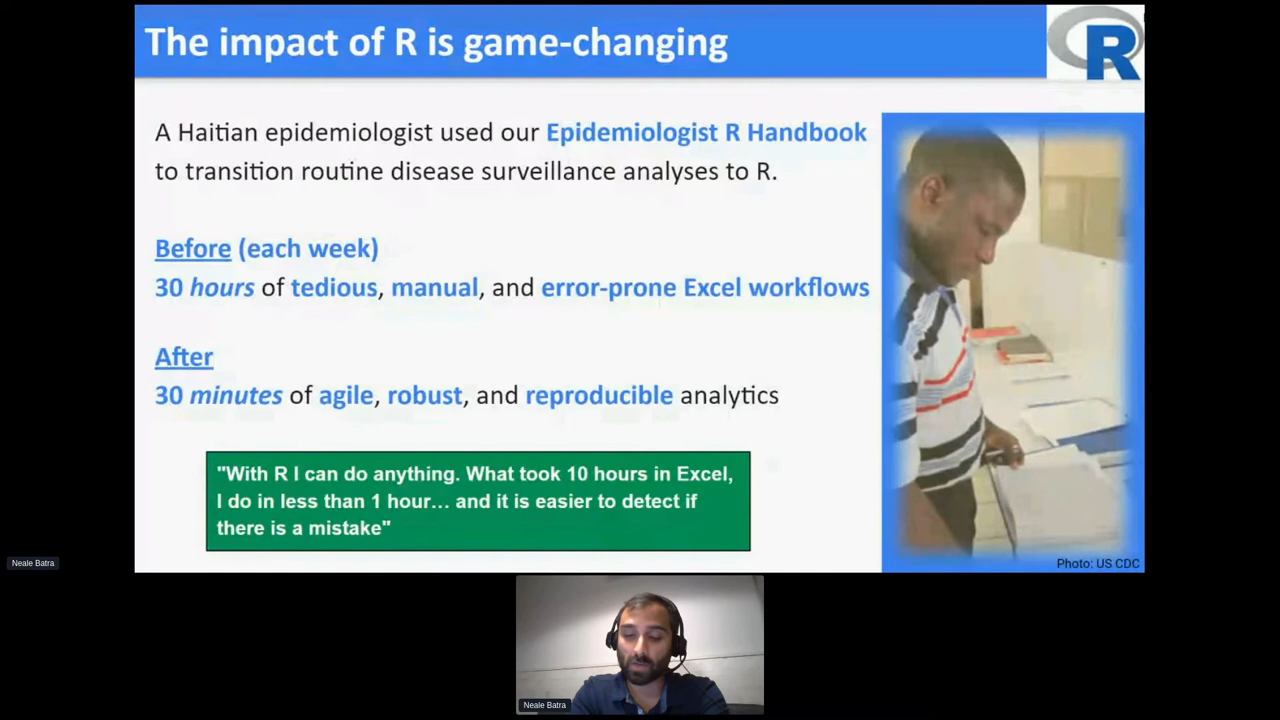 The impact of R is game-changing
R
A Haitian epidemiologist used our Epidemiologist R Handbook
to transition routine disease surveillance analyses to R.
Before (each week)
30 hours of tedious, manual, and error-prone Excel workflows
After
30 minutes of agile, robust, and reproducible analytics
"With R I can do anything. What took 10 hours in Excel,
I do in less than 1 hour... and it is easier to detect if
there is a mistake"
Photo: US CDC
Neale Batra
Neale Batra